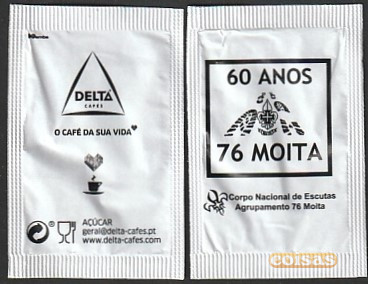 DELTA
CAFÉS
O CAFÉ DA SUA VIDA
AÇÚCAR
geral@delta-cafes.pt
www.delta-cafes.com
60 ANOS
76 MOITA
Corpo Nacional de Escutas
Agrupamento 76 Moita
coisas